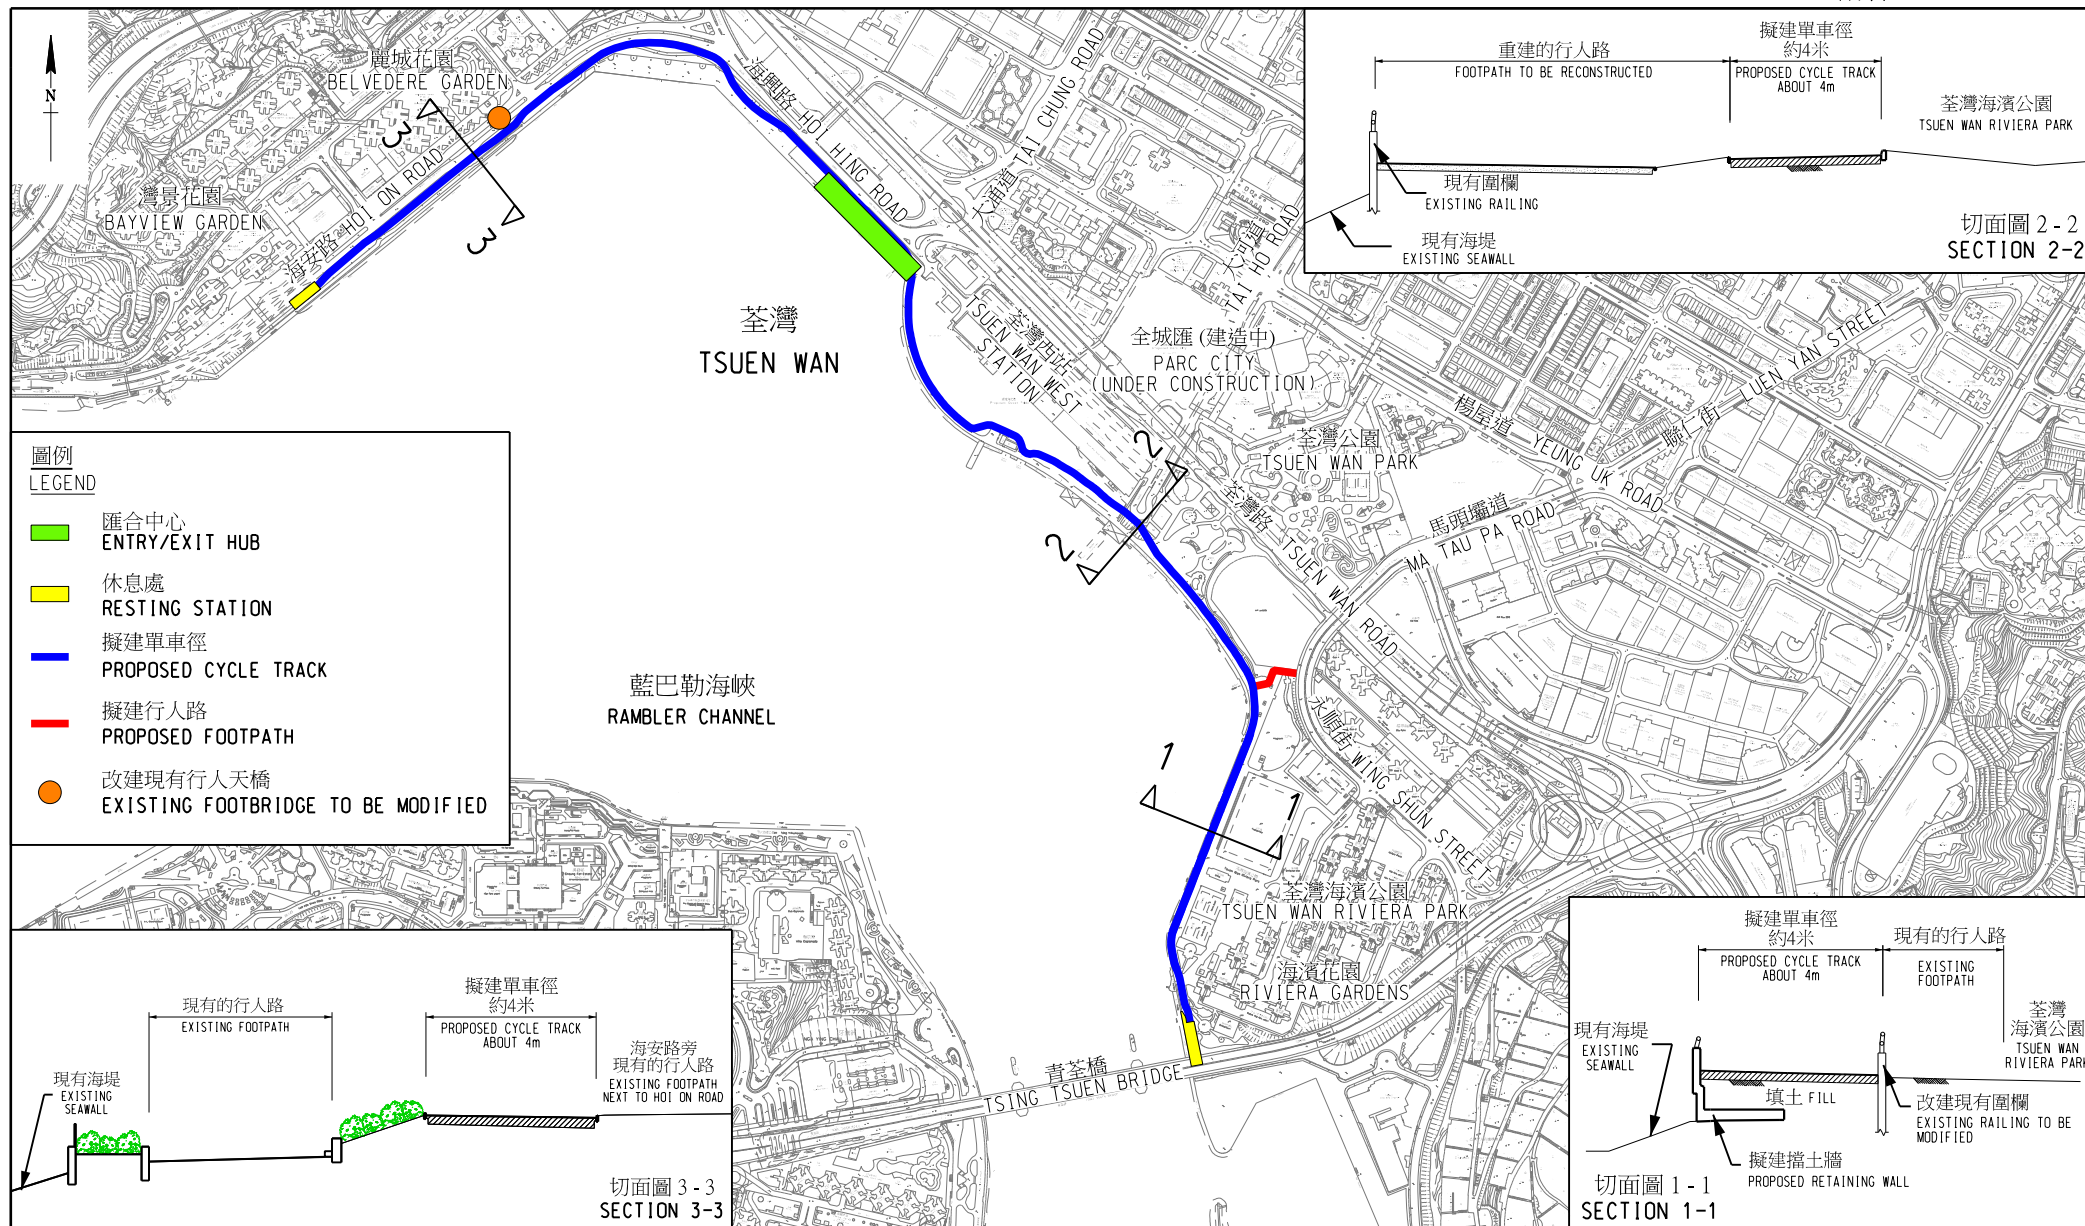 N
麗城花園
BELVEDERE GARDEN
灣景花園
BAYVIEW GARDEN
海安路 HOI ON ROAD
3
3
海興路 HOI HING ROAD
大涌道 TAI CHUNG ROAD
大河道
TAI HO ROAD
荃灣
TSUEN WAN
荃灣西站
TSUEN WAN WEST
STATION
全城匯 (建造中)
PARC CITY
(UNDER CONSTRUCTION)
荃灣公園
TSUEN WAN PARK
楊屋道 YEUNG UK ROAD
聯仁街 LUEN YAN STREET
馬頭壩道
MA TAU PA ROAD
荃灣路 TSUEN WAN ROAD
2
2
藍巴勒海峽
RAMBLER CHANNEL
永順街 WING SHUN STREET
1
1
荃灣海濱公園
TSUEN WAN RIVIERA PARK
海濱花園
RIVIERA GARDENS
青荃橋
TSING TSUEN BRIDGE
圖例
LEGEND
匯合中心
ENTRY/EXIT HUB
休息處
RESTING STATION
擬建單車徑
PROPOSED CYCLE TRACK
擬建行人路
PROPOSED FOOTPATH
改建現有行人天橋
EXISTING FOOTBRIDGE TO BE MODIFIED
重建的行人路
FOOTPATH TO BE RECONSTRUCTED
擬建單車徑
約4米
PROPOSED CYCLE TRACK
ABOUT 4m
荃灣海濱公園
TSUEN WAN RIVIERA PARK
現有圍欄
EXISTING RAILING
現有海堤
EXISTING SEAWALL
切面圖 2-2
SECTION 2-2
現有的行人路
EXISTING FOOTPATH
擬建單車徑
約4米
PROPOSED CYCLE TRACK
ABOUT 4m
海安路旁
現有的行人路
EXISTING FOOTPATH
NEXT TO HOI ON ROAD
現有海堤
EXISTING
SEAWALL
切面圖 3-3
SECTION 3-3
擬建單車徑
約4米
PROPOSED CYCLE TRACK
ABOUT 4m
現有的行人路
EXISTING
FOOTPATH
荃灣
海濱公園
TSUEN WAN
RIVIERA PARK
現有海堤
EXISTING
SEAWALL
填土 FILL
改建現有圍欄
EXISTING RAILING TO BE
MODIFIED
擬建擋土牆
PROPOSED RETAINING WALL
切面圖 1-1
SECTION 1-1